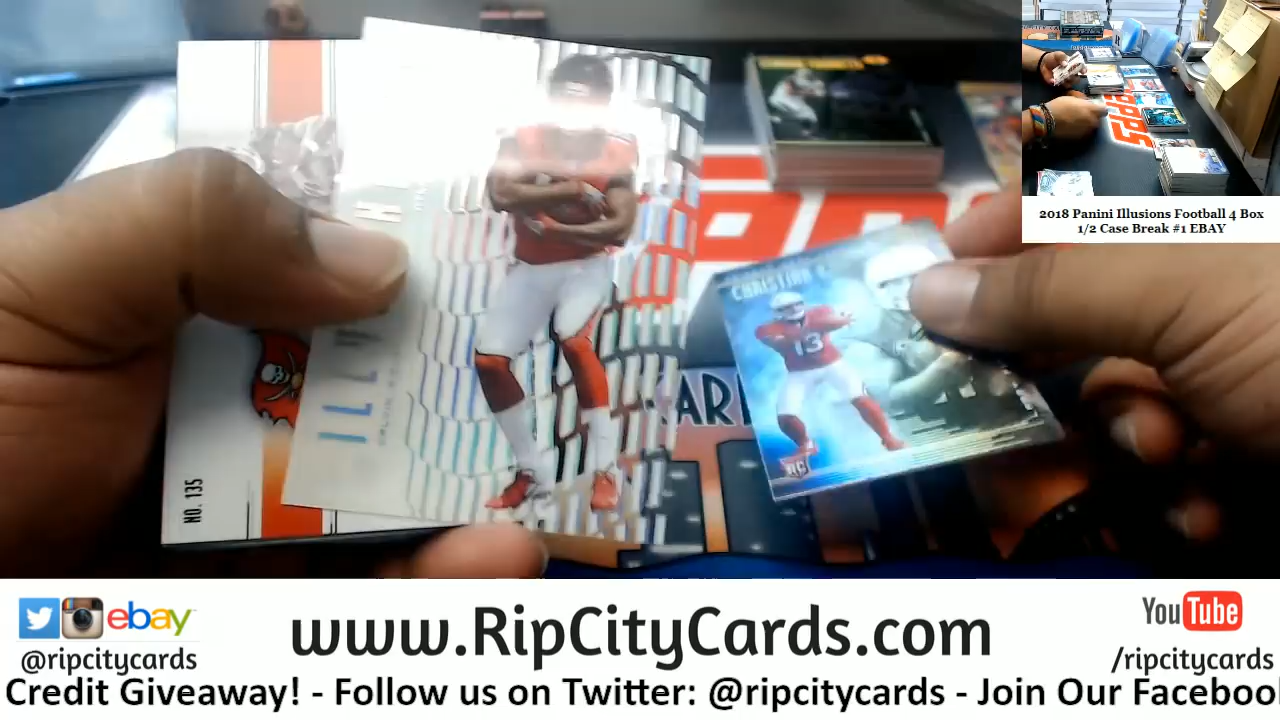 NO. 135
CHRISTIAN
13
RC
2018 Panini Illusions Football 4 Box
1/2 Case Break #1 EBAY
ebay
@ripcitycards
www.RipCityCards.com
YouTube
/ripcitycards
Credit Giveaway! - Follow us on Twitter: @ripcitycards - Join Our Facebook